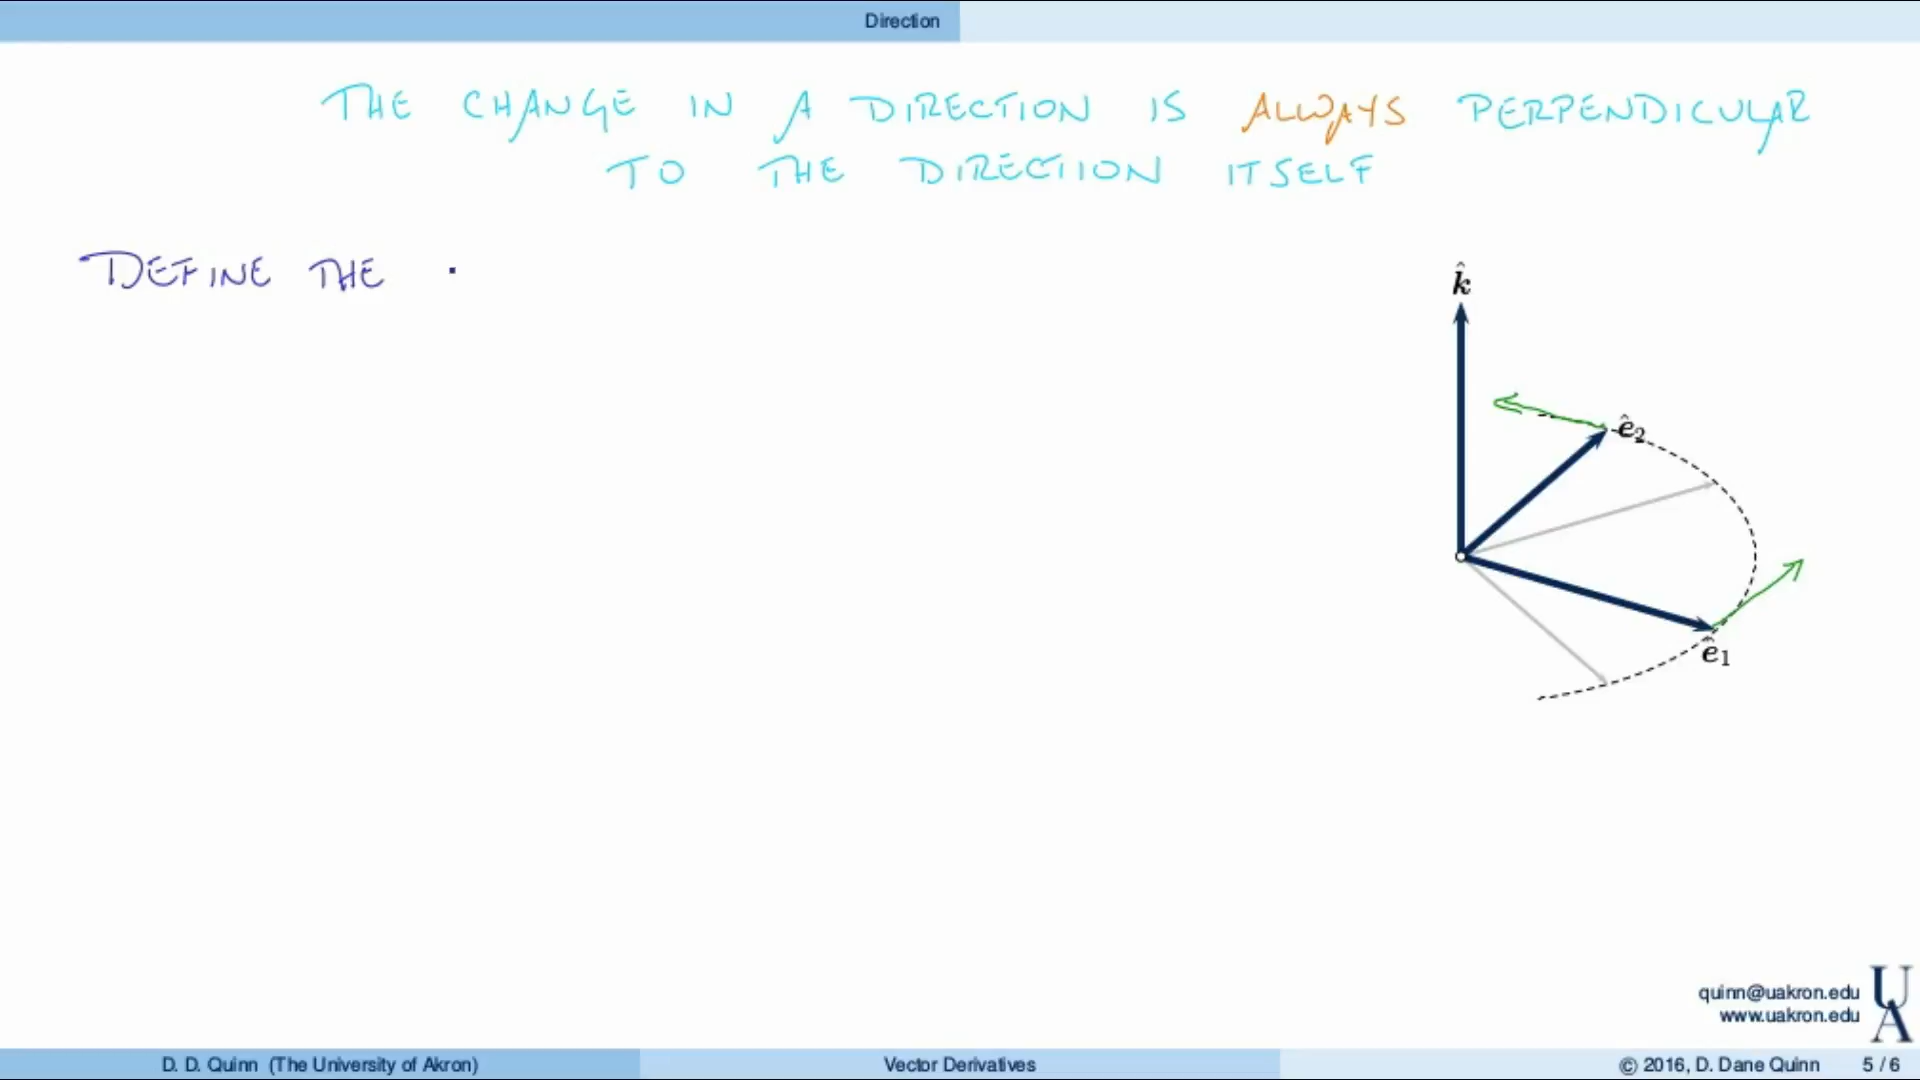 Direction
THE CHANGE IN A DIRECTION IS ALWAYS PERPENDICULAR
TO THE DIRECTION ITSELF
DEFINE THE
k̂
ê₂
ê₁
quinn@uakron.edu
www.uakron.edu
UA
D. D. Quinn (The University of Akron)
Vector Derivatives
© 2016, D. Dane Quinn
5 / 6